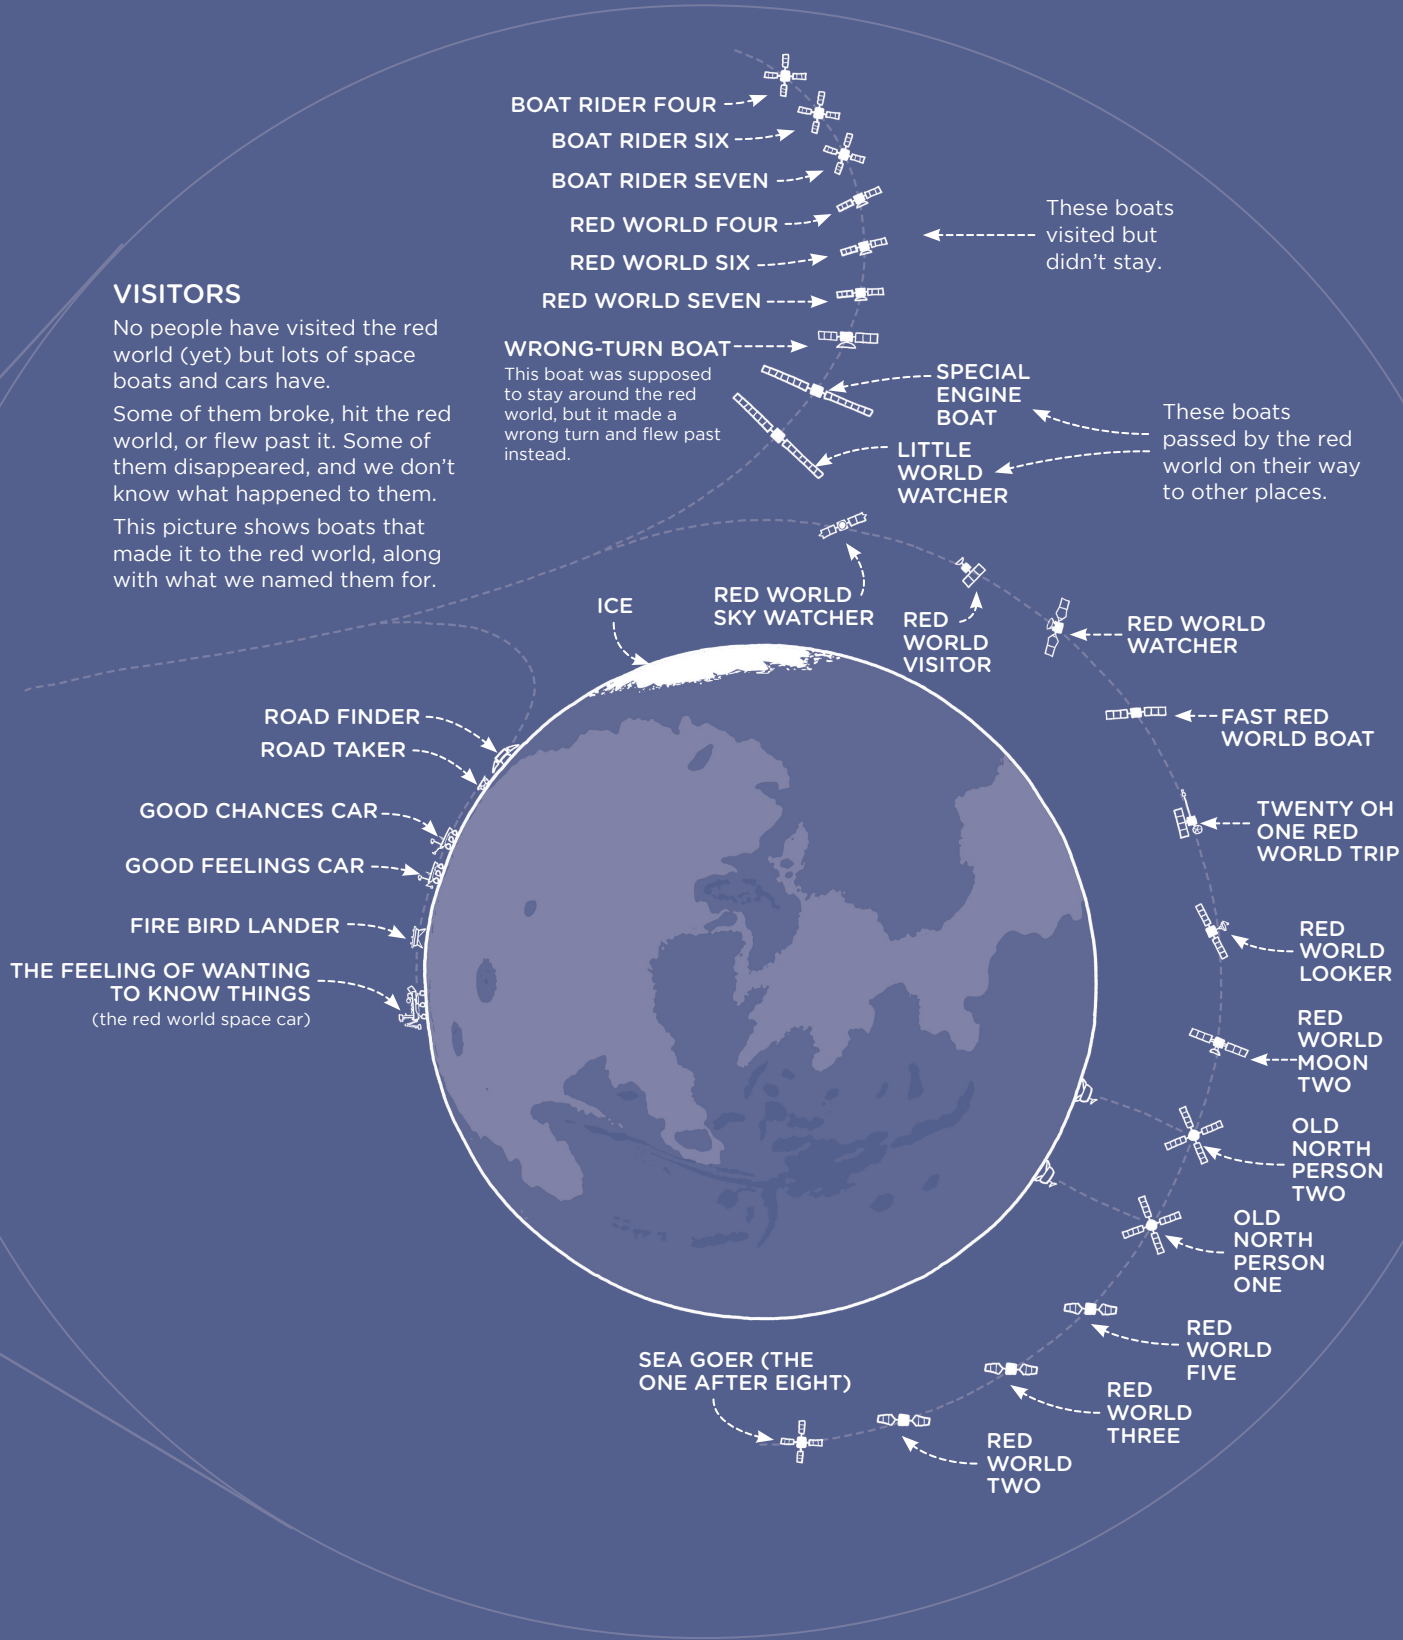 BOAT RIDER FOUR
BOAT RIDER SIX
BOAT RIDER SEVEN
RED WORLD FOUR
RED WORLD SIX
RED WORLD SEVEN
These boats
visited but
didn't stay.
VISITORS
No people have visited the red
world (yet) but lots of space
boats and cars have.
Some of them broke, hit the red
world, or flew past it. Some of
them disappeared, and we don't
know what happened to them.
This picture shows boats that
made it to the red world, along
with what we named them for.
WRONG-TURN BOAT
This boat was supposed
to stay around the red
world, but it made a
wrong turn and flew past
instead.
SPECIAL
ENGINE
BOAT
LITTLE
WORLD
WATCHER
These boats
passed by the red
world on their way
to other places.
ICE
RED WORLD
SKY WATCHER
RED
WORLD
VISITOR
RED WORLD
WATCHER
FAST RED
WORLD BOAT
TWENTY OH
ONE RED
WORLD TRIP
RED
WORLD
LOOKER
RED
WORLD
MOON
TWO
OLD
NORTH
PERSON
TWO
OLD
NORTH
PERSON
ONE
RED
WORLD
FIVE
RED
WORLD
THREE
RED
WORLD
TWO
SEA GOER (THE
ONE AFTER EIGHT)
ROAD FINDER
ROAD TAKER
GOOD CHANCES CAR
GOOD FEELINGS CAR
FIRE BIRD LANDER
THE FEELING OF WANTING
TO KNOW THINGS
(the red world space car)